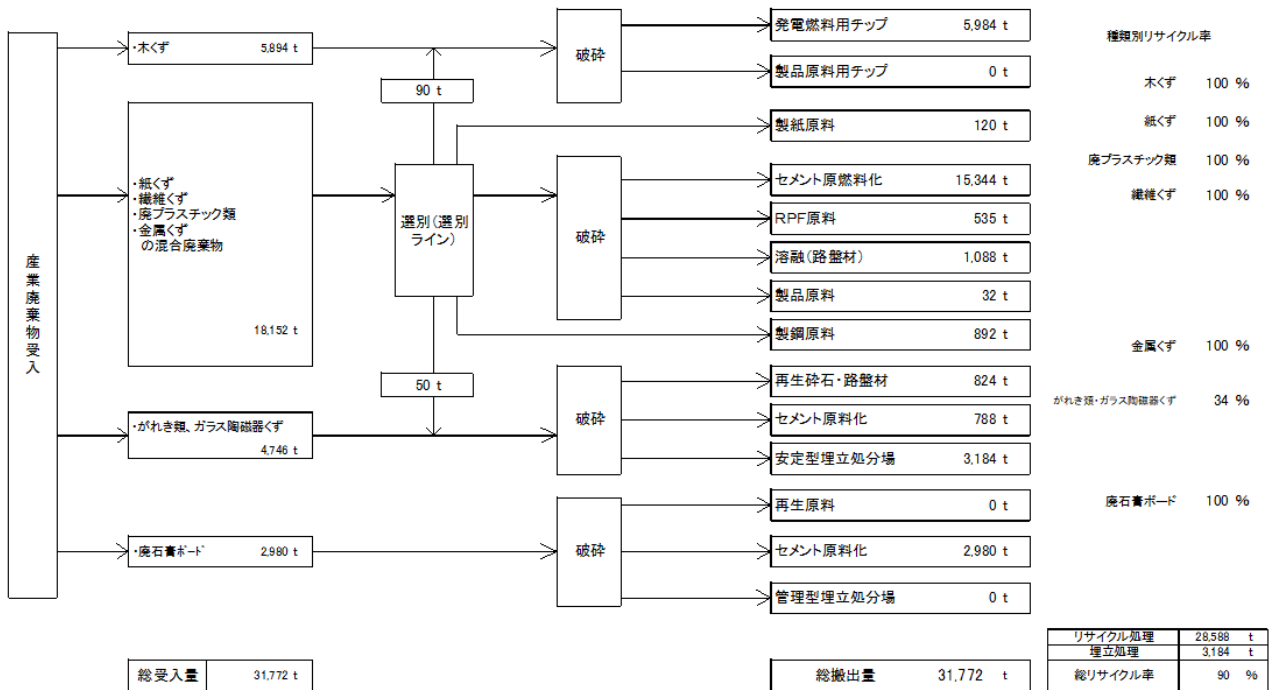 産業廃棄物受入
・木くず 5,894 t
・紙くず
・繊維くず
・廃プラスチック類
・金属くず
の混合廃棄物
18,152 t
・がれき類、ガラス陶磁器くず
4,746 t
・廃石膏ボード 2,980 t
90 t
選別(選別
ライン)
50 t
破砕
破砕
破砕
破砕
発電燃料用チップ 5,984 t
製品原料用チップ 0 t
製紙原料 120 t
セメント原燃料化 15,344 t
RPF原料 535 t
溶融(路盤材) 1,088 t
製品原料 32 t
製鋼原料 892 t
再生砕石・路盤材 824 t
セメント原料化 788 t
安定型埋立処分場 3,184 t
再生原料 0 t
セメント原料化 2,980 t
管理型埋立処分場 0 t
種類別リサイクル率
木くず 100 %
紙くず 100 %
廃プラスチック類 100 %
繊維くず 100 %
金属くず 100 %
がれき類・ガラス陶磁器くず 34 %
廃石膏ボード 100 %
総受入量 31,772 t
総搬出量 31,772 t
リサイクル処理 28,588 t
埋立処理 3,184 t
総リサイクル率 90 %